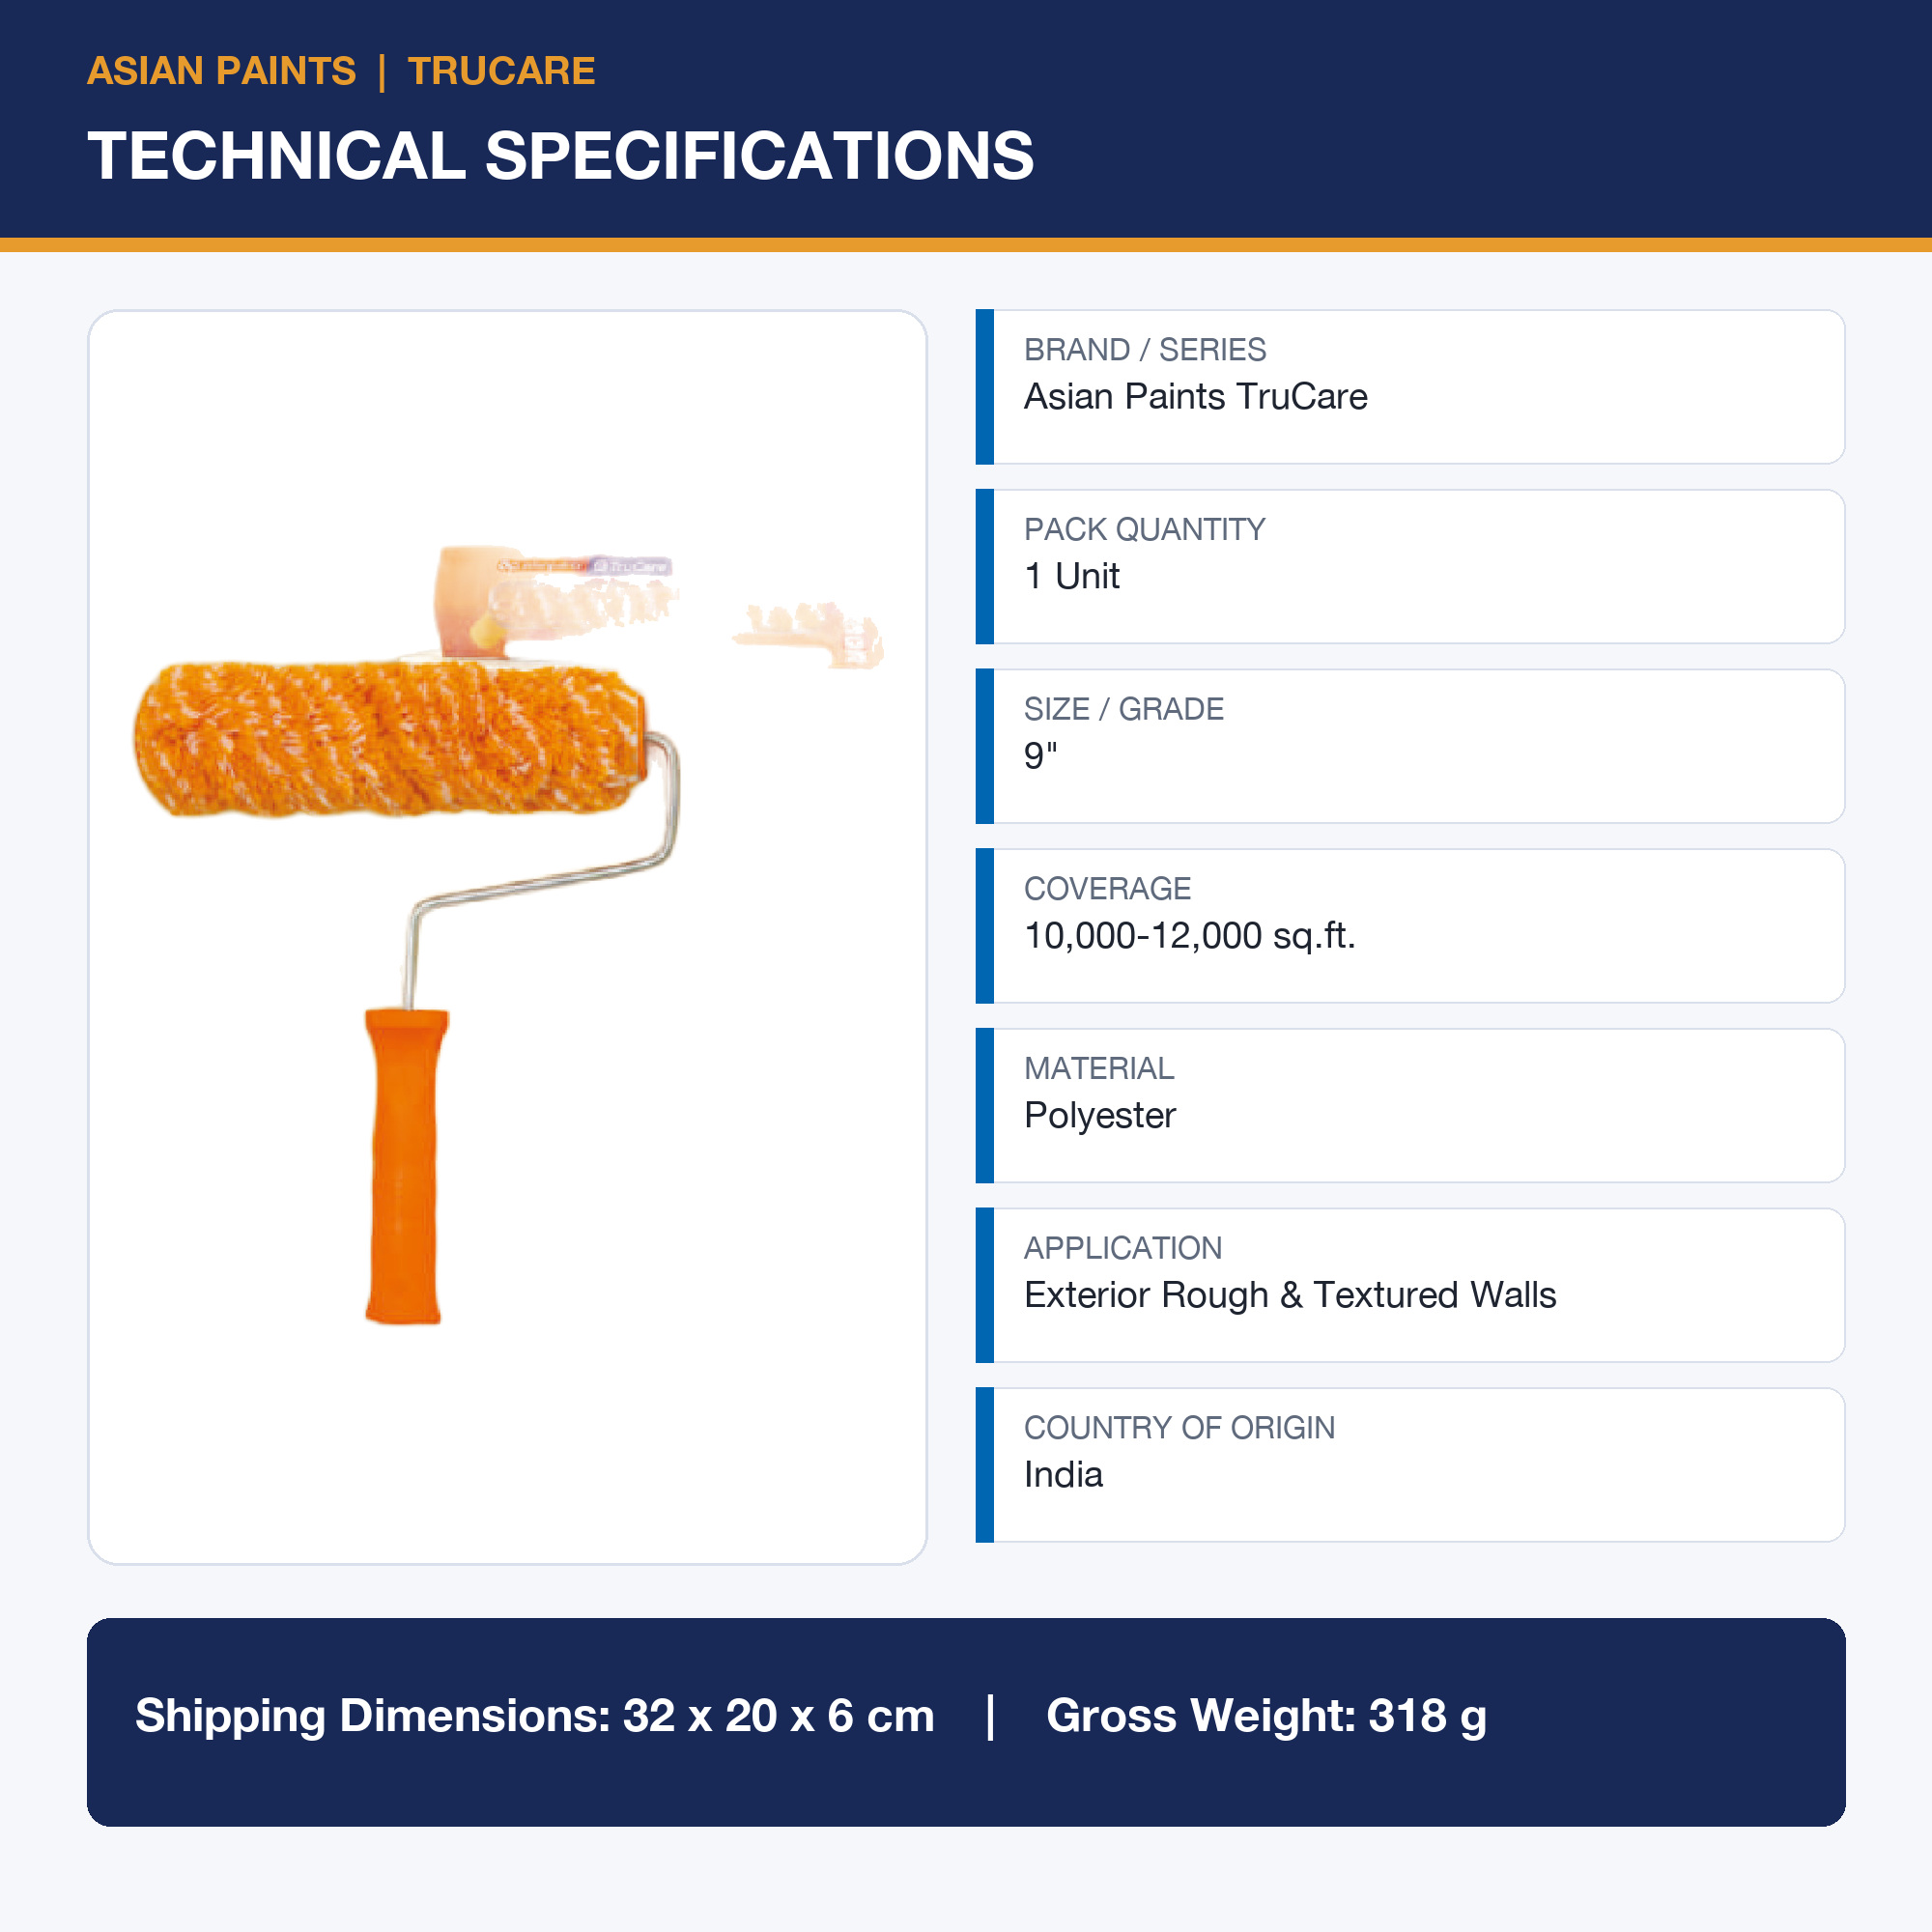 ASIAN PAINTS | TRUCARE
TECHNICAL SPECIFICATIONS
TruCare
BRAND / SERIES
Asian Paints TruCare
PACK QUANTITY
1 Unit
SIZE / GRADE
9"
COVERAGE
10,000-12,000 sq.ft.
MATERIAL
Polyester
APPLICATION
Exterior Rough & Textured Walls
COUNTRY OF ORIGIN
India
Shipping Dimensions: 32 x 20 x 6 cm | Gross Weight: 318 g